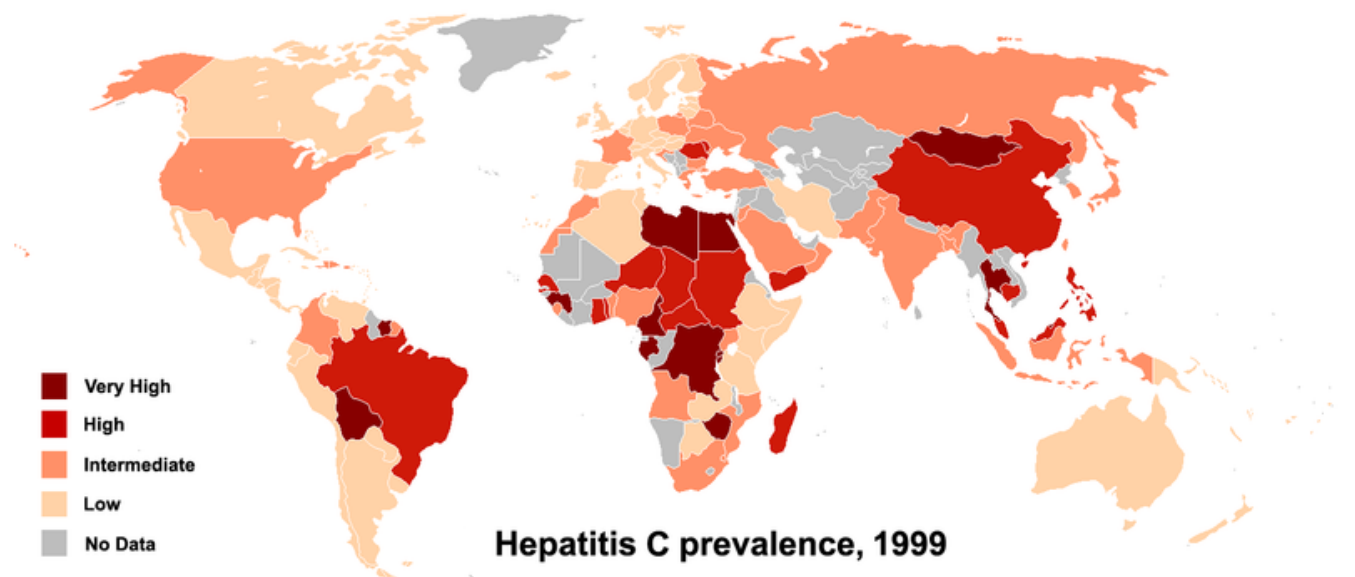 Very High
High
Intermediate
Low
No Data
Hepatitis C prevalence, 1999